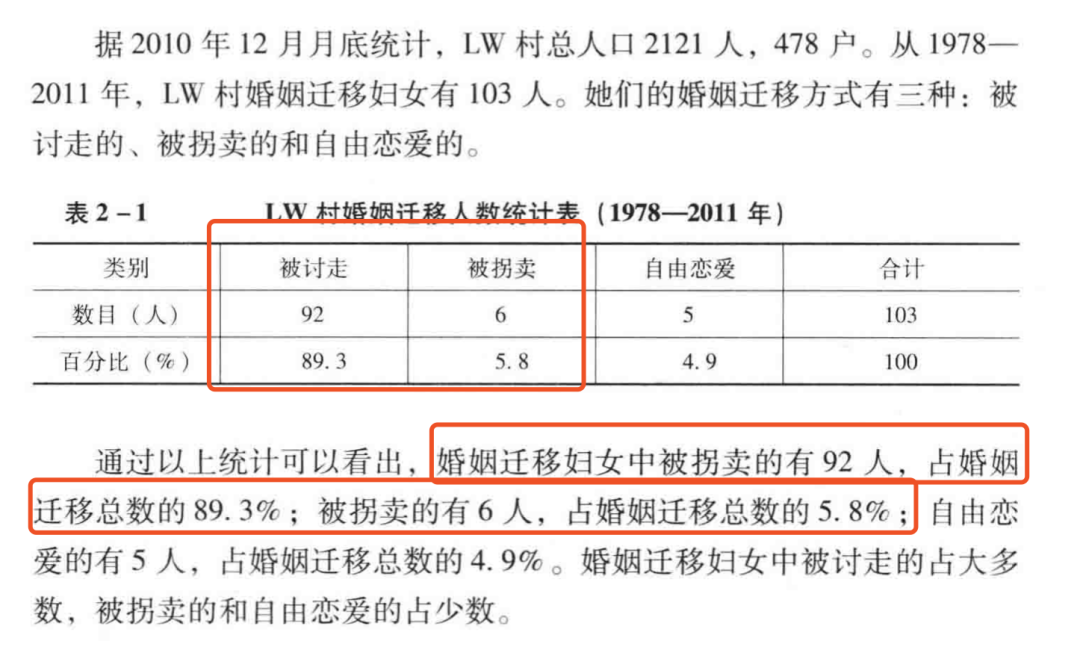 据 2010 年 12 月月底统计，LW 村总人口 2121 人，478 户。从 1978—
2011 年，LW 村婚姻迁移妇女有 103 人。她们的婚姻迁移方式有三种：被
讨走的、被拐卖的和自由恋爱的。
表 2-1 LW 村婚姻迁移人数统计表（1978—2011 年）
类别 被讨走 被拐卖 自由恋爱 合计
数目（人） 92 6 5 103
百分比（%） 89.3 5.8 4.9 100
通过以上统计可以看出，婚姻迁移妇女中被拐卖的有 92 人，占婚姻
迁移总数的 89.3%；被拐卖的有 6 人，占婚姻迁移总数的 5.8%；自由恋
爱的有 5 人，占婚姻迁移总数的 4.9%。婚姻迁移妇女中被讨走的占大多
数，被拐卖的和自由恋爱的占少数。